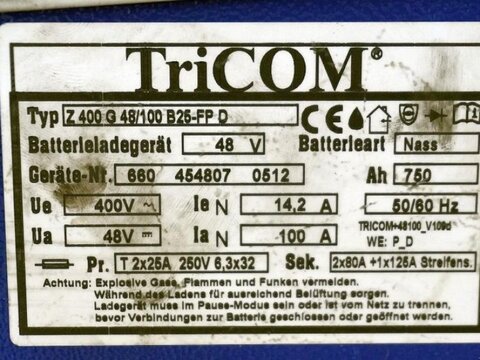 TriCOM®
Typ Z 400 G 48/100 B25-FP D CE
Batterieladegerät 48 V Batterieart Nass
Geräte-Nr. 660 454807 0512 Ah 750
Ue 400V ~ Ie N 14,2 A 50/60 Hz
Ua 48V Ia N 100 A TRICOM+48100_V109d
WE: P_D
Pr. T 2x25A 250V 6,3x32 Sek. 2x80A +1x125A Streifens.
Achtung: Explosive Gase, Flammen und Funken vermeiden.
Während des Ladens für auereichend Belüftung sorgen.
Ladegerät muss im Pause-Modus sein oder ist vom Netz zu trennen,
bevor Verbindungen zur Batterie geschlossen oder geöffnet werden.